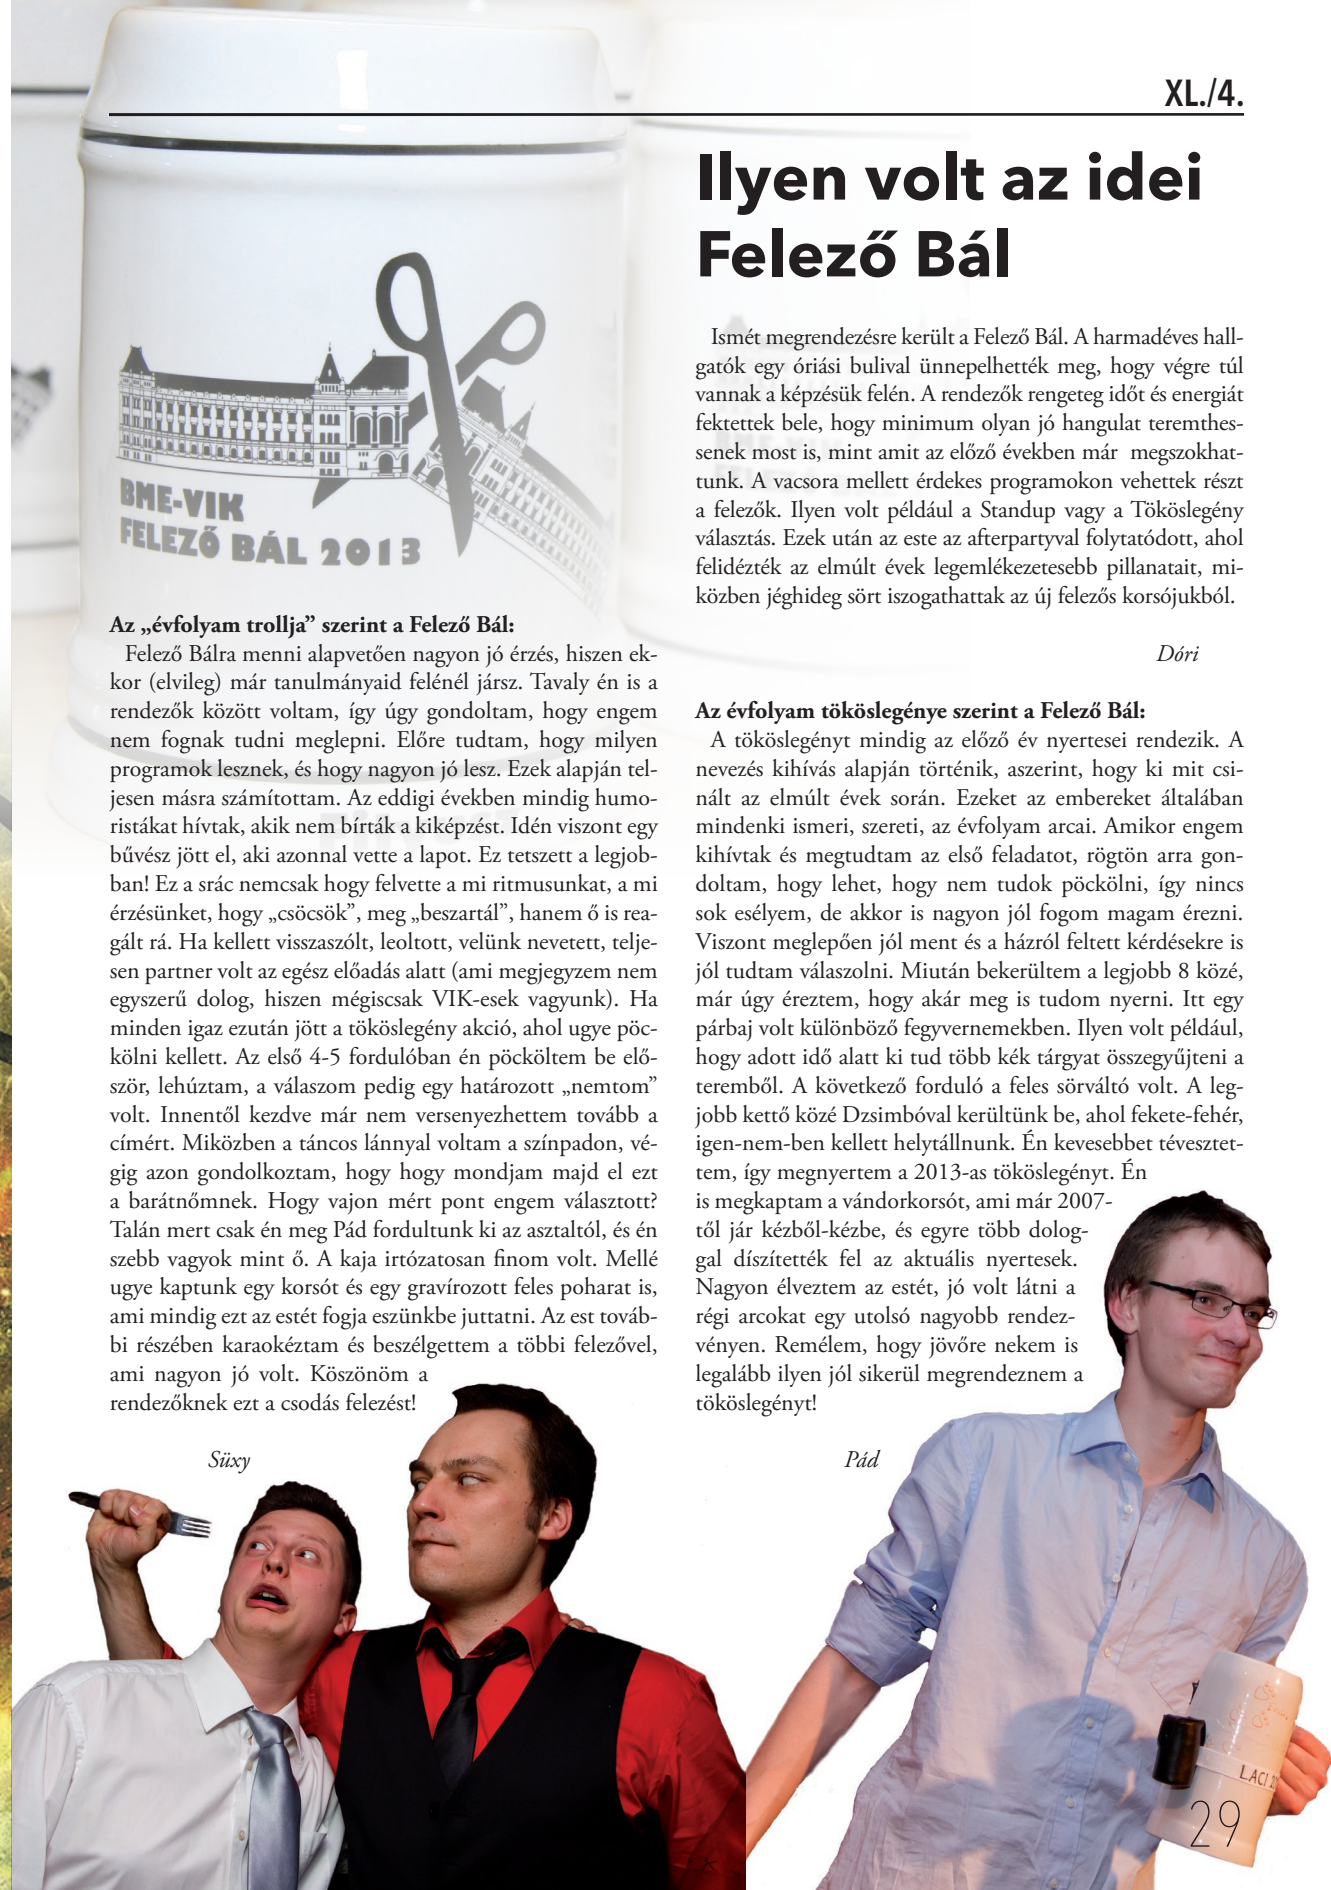 XL./4.
Ilyen volt az idei
Felező Bál
Ismét megrendezésre került a Felező Bál. A harmadéves hall-
gatók egy óriási bulival ünnepelhették meg, hogy végre túl
vannak a képzésük felén. A rendezők rengeteg időt és energiát
fektettek bele, hogy minimum olyan jó hangulat teremthes-
senek most is, mint amit az előző években már megszokhat-
tunk. A vacsora mellett érdekes programokon vehettek részt
a felezők. Ilyen volt például a Standup vagy a Tököslegény
választás. Ezek után az este az afterpartyval folytatódott, ahol
felidézték az elmúlt évek legemlékezetesebb pillanatait, mi-
közben jéghideg sört iszogathattak az új felezős korsójukból.
Dóri
BME-VIK
FELEZŐ BÁL 2013
Az „évfolyam trollja” szerint a Felező Bál:
Felező Bálra menni alapvetően nagyon jó érzés, hiszen ek-
kor (elvileg) már tanulmányaid felénél jársz. Tavaly én is a
rendezők között voltam, így úgy gondoltam, hogy engem
nem fognak tudni meglepni. Előre tudtam, hogy milyen
programok lesznek, és hogy nagyon jó lesz. Ezek alapján tel-
jesen másra számítottam. Az eddigi években mindig humo-
ristákat hívtak, akik nem bírták a kiképzést. Idén viszont egy
bűvész jött el, aki azonnal vette a lapot. Ez tetszett a legjob-
ban! Ez a srác nemcsak hogy felvette a mi ritmusunkat, a mi
érzésünket, hogy „csöcsök”, meg „beszartál”, hanem ő is rea-
gált rá. Ha kellett visszaszólt, leoltott, velünk nevetett, telje-
sen partner volt az egész előadás alatt (ami megjegyzem nem
egyszerű dolog, hiszen mégiscsak VIK-esek vagyunk). Ha
minden igaz ezután jött a tököslegény akció, ahol ugye pöc-
kölni kellett. Az első 4-5 fordulóban én pöcköltem be elő-
ször, lehúztam, a válaszom pedig egy határozott „nemtom”
volt. Innentől kezdve már nem versenyezhettem tovább a
címért. Miközben a táncos lánnyal voltam a színpadon, vé-
gig azon gondolkoztam, hogy hogy mondjam majd el ezt
a barátnőmnek. Hogy vajon mért pont engem választott?
Talán mert csak én meg Pád fordultunk ki az asztaltól, és én
szebb vagyok mint ő. A kaja irtózatosan finom volt. Mellé
ugye kaptunk egy korsót és egy gravírozott feles poharat is,
ami mindig ezt az estét fogja eszünkbe juttatni. Az est továb-
bi részében karaokéztam és beszélgettem a többi felezővel,
ami nagyon jó volt. Köszönöm a
rendezőknek ezt a csodás felezést!
Süxy
Az évfolyam tököslegénye szerint a Felező Bál:
A tököslegényt mindig az előző év nyertesei rendezik. A
nevezés kihívás alapján történik, aszerint, hogy ki mit csi-
nált az elmúlt évek során. Ezeket az embereket általában
mindenki ismeri, szereti, az évfolyam arcai. Amikor engem
kihívtak és megtudtam az első feladatot, rögtön arra gon-
doltam, hogy lehet, hogy nem tudok pöckölni, így nincs
sok esélyem, de akkor is nagyon jól fogom magam érezni.
Viszont meglepően jól ment és a házról feltett kérdésekre is
jól tudtam válaszolni. Miután bekerültem a legjobb 8 közé,
már úgy éreztem, hogy akár meg is tudom nyerni. Itt egy
párbaj volt különböző fegyvernemekben. Ilyen volt például,
hogy adott idő alatt ki tud több kék tárgyat összegyűjteni a
teremből. A következő forduló a feles sörváltó volt. A leg-
jobb kettő közé Dzsimbóval kerültünk be, ahol fekete-fehér,
igen-nem-ben kellett helytállnunk. Én kevesebbet tévesztet-
tem, így megnyertem a 2013-as tököslegényt. Én
is megkaptam a vándorkorsót, ami már 2007-
től jár kézből-kézbe, és egyre több dolog-
gal díszítették fel az aktuális nyertesek.
Nagyon élveztem az estét, jó volt látni a
régi arcokat egy utolsó nagyobb rendez-
vényen. Remélem, hogy jövőre nekem is
legalább ilyen jól sikerül megrendeznem a
tököslegényt!
Pád
LACI
29